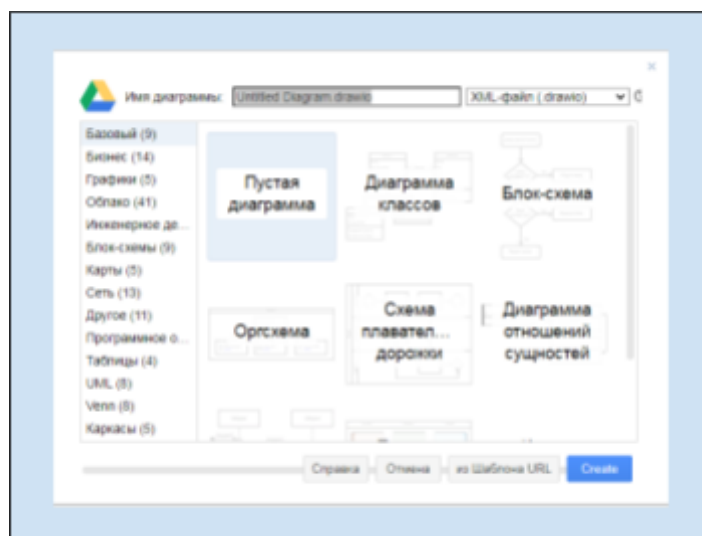 Имя диаграммы: Untitled Diagram.drawio XML-файл (.drawio)
Базовый (9)
Бизнес (14)
Графики (5)
Облако (41)
Инженерное де...
Блок-схемы (9)
Карты (5)
Сеть (13)
Другое (11)
Программное о...
Таблицы (4)
UML (8)
Venn (8)
Каркасы (5)
Пустая
диаграмма
Диаграмма
классов
Блок-схема
Оргсхема
Схема
плавател...
дорожки
Диаграмма
отношений
сущностей
Справка
Отмена
из Шаблона URL
Create